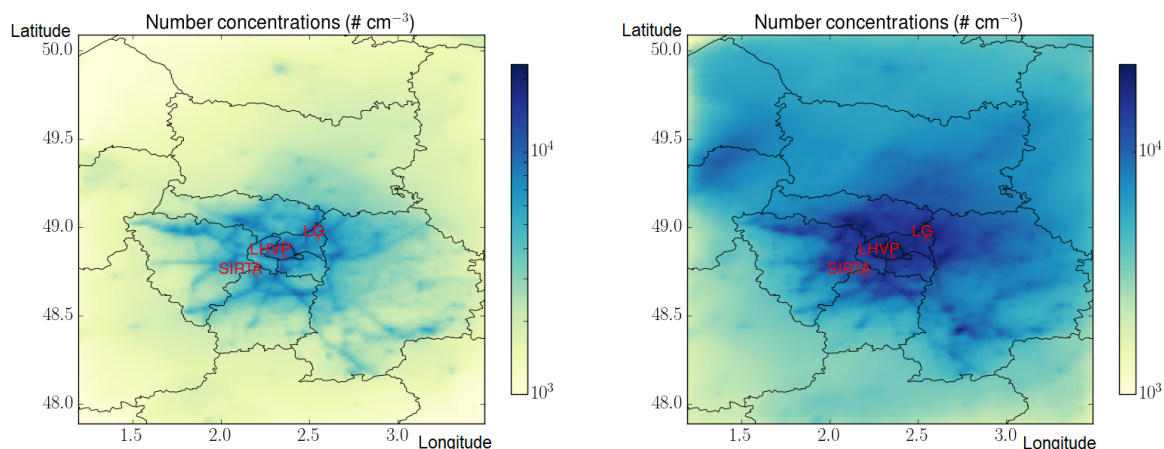 Number concentrations (# cm⁻³)
Latitude
50.0
49.5
49.0
48.5
48.0
1.5 2.0 2.5 3.0
Longitude
LG
LHVP
SIRTA
10⁴
10³
Number concentrations (# cm⁻³)
Latitude
50.0
49.5
49.0
48.5
48.0
1.5 2.0 2.5 3.0
Longitude
LG
LHVP
SIRTA
10⁴
10³